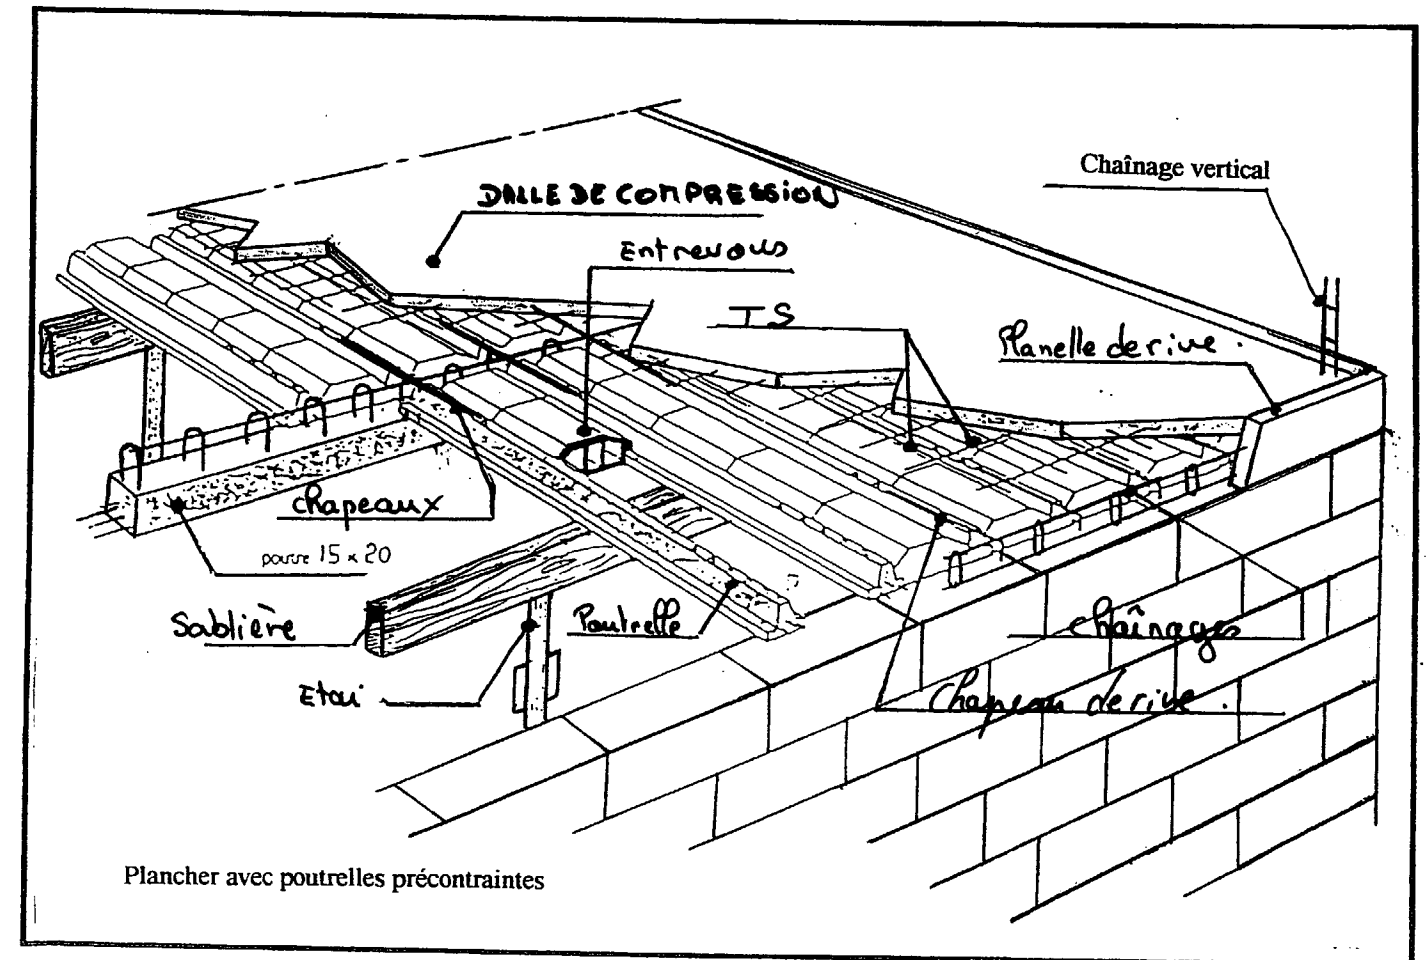 Chaînage vertical
DALLE DE COMPRESSION
Entrevous
TS
Planelle de rive.
chapeaux
poutre 15 x 20
Sablière
Poutrelle
chaînages
Etai
Chapeau de rive.
Plancher avec poutrelles précontraintes